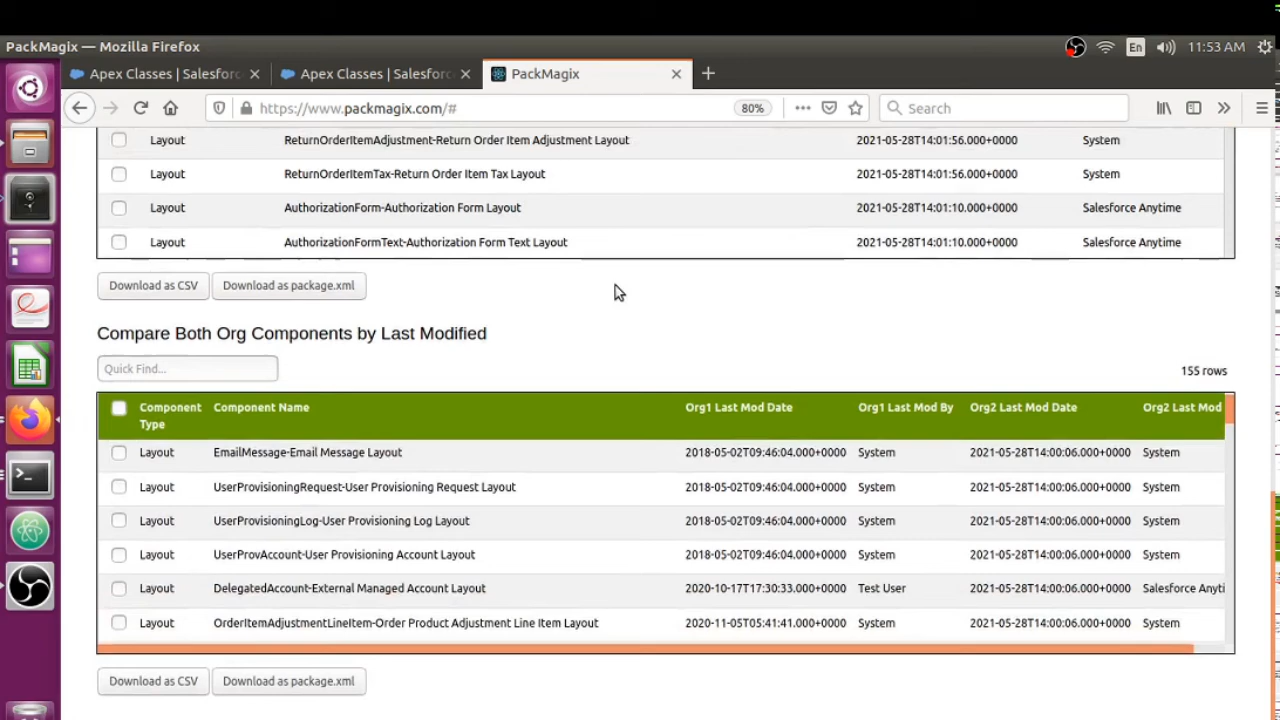 PackMagix — Mozilla Firefox
En
11:53 AM
Apex Classes | Salesforc
Apex Classes | Salesforc
PackMagix
https://www.packmagix.com/#
80%
Search
Layout ReturnOrderItemAdjustment-Return Order Item Adjustment Layout 2021-05-28T14:01:56.000+0000 System
Layout ReturnOrderItemTax-Return Order Item Tax Layout 2021-05-28T14:01:56.000+0000 System
Layout AuthorizationForm-Authorization Form Layout 2021-05-28T14:01:10.000+0000 Salesforce Anytime
Layout AuthorizationFormText-Authorization Form Text Layout 2021-05-28T14:01:10.000+0000 Salesforce Anytime
Download as CSV Download as package.xml
Compare Both Org Components by Last Modified
Quick Find...
155 rows
Component Type Component Name Org1 Last Mod Date Org1 Last Mod By Org2 Last Mod Date Org2 Last Mod
Layout EmailMessage-Email Message Layout 2018-05-02T09:46:04.000+0000 System 2021-05-28T14:00:06.000+0000 System
Layout UserProvisioningRequest-User Provisioning Request Layout 2018-05-02T09:46:04.000+0000 System 2021-05-28T14:00:06.000+0000 System
Layout UserProvisioningLog-User Provisioning Log Layout 2018-05-02T09:46:04.000+0000 System 2021-05-28T14:00:06.000+0000 System
Layout UserProvAccount-User Provisioning Account Layout 2018-05-02T09:46:04.000+0000 System 2021-05-28T14:00:06.000+0000 System
Layout DelegatedAccount-External Managed Account Layout 2020-10-17T17:30:33.000+0000 Test User 2021-05-28T14:00:06.000+0000 Salesforce Anyti
Layout OrderItemAdjustmentLineItem-Order Product Adjustment Line Item Layout 2020-11-05T05:41:41.000+0000 System 2021-05-28T14:00:06.000+0000 System
Download as CSV Download as package.xml